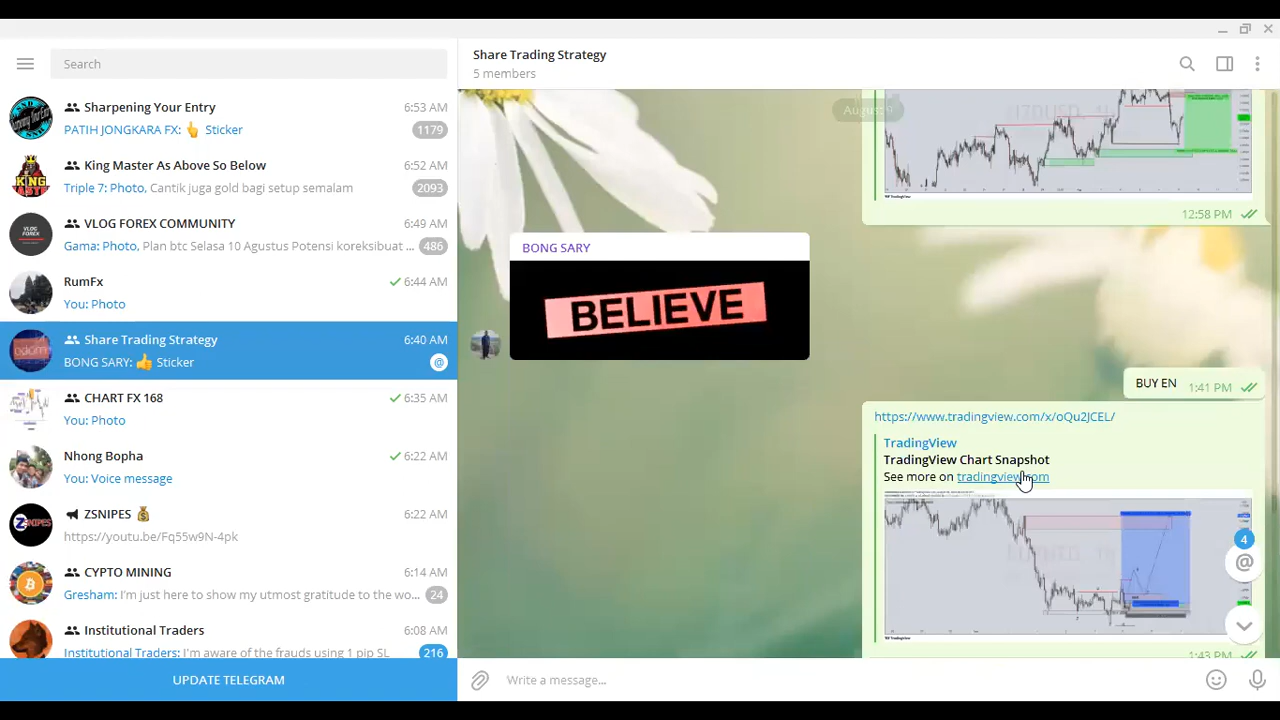 Search
Sharpening Your Entry 6:53 AM
PATIH JONGKARA FX: 👆 Sticker 1179
King Master As Above So Below 6:52 AM
Triple 7: Photo, Cantik juga gold bagi setup semalam 2093
VLOG FOREX COMMUNITY 6:49 AM
Gama: Photo, Plan btc Selasa 10 Agustus Potensi koreksibuat ... 486
RumFx 6:44 AM
You: Photo
Share Trading Strategy 6:40 AM
BONG SARY: 👍 Sticker @
CHART FX 168 6:35 AM
You: Photo
Nhong Bopha 6:22 AM
You: Voice message
ZSNIPES 💰 6:22 AM
https://youtu.be/Fq55w9N-4pk
CYPTO MINING 6:14 AM
Gresham: I'm just here to show my utmost gratitude to the wo... 24
Institutional Traders 6:08 AM
Institutional Traders: I'm aware of the frauds using 1 pip SL 216
UPDATE TELEGRAM
Share Trading Strategy
5 members
August 9
12:58 PM
BONG SARY
BELIEVE
BUY EN 1:41 PM
https://www.tradingview.com/x/oQu2JCEL/
TradingView
TradingView Chart Snapshot
See more on tradingview.com
4
@
1:43 PM
Write a message...